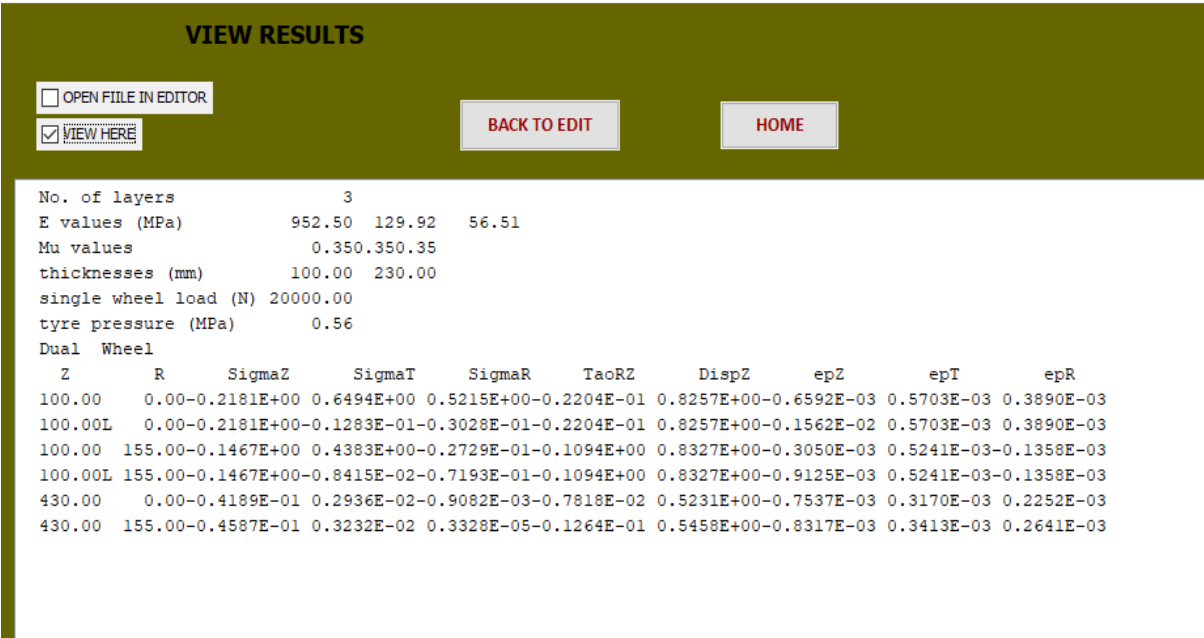 VIEW RESULTS
OPEN FIILE IN EDITOR
VIEW HERE
BACK TO EDIT
HOME
No. of layers 3
E values (MPa) 952.50 129.92 56.51
Mu values 0.350.350.35
thicknesses (mm) 100.00 230.00
single wheel load (N) 20000.00
tyre pressure (MPa) 0.56
Dual Wheel
Z R SigmaZ SigmaT SigmaR TaoRZ DispZ epZ epT epR
100.00 0.00-0.2181E+00 0.6494E+00 0.5215E+00-0.2204E-01 0.8257E+00-0.6592E-03 0.5703E-03 0.3890E-03
100.00L 0.00-0.2181E+00-0.1283E-01-0.3028E-01-0.2204E-01 0.8257E+00-0.1562E-02 0.5703E-03 0.3890E-03
100.00 155.00-0.1467E+00 0.4383E+00-0.2729E-01-0.1094E+00 0.8327E+00-0.3050E-03 0.5241E-03-0.1358E-03
100.00L 155.00-0.1467E+00-0.8415E-02-0.7193E-01-0.1094E+00 0.8327E+00-0.9125E-03 0.5241E-03-0.1358E-03
430.00 0.00-0.4189E-01 0.2936E-02-0.9082E-03-0.7818E-02 0.5231E+00-0.7537E-03 0.3170E-03 0.2252E-03
430.00 155.00-0.4587E-01 0.3232E-02 0.3328E-05-0.1264E-01 0.5458E+00-0.8317E-03 0.3413E-03 0.2641E-03